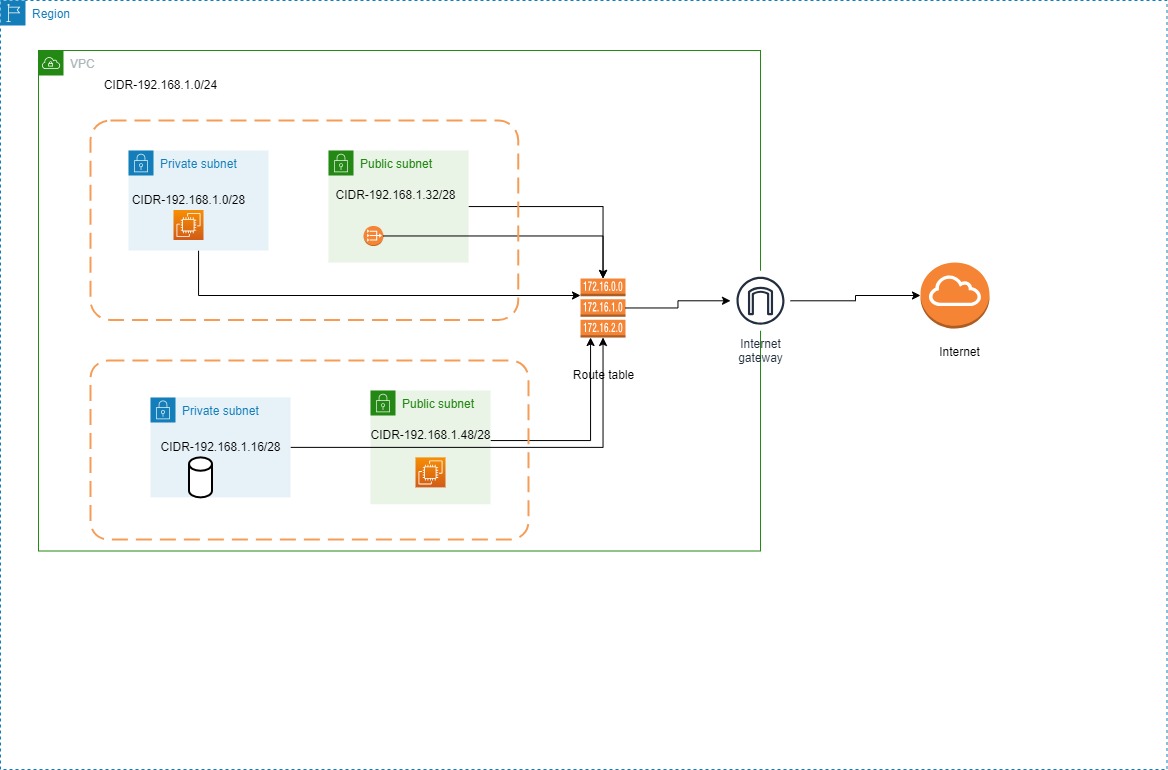 Region
VPC
CIDR-192.168.1.0/24
Private subnet
CIDR-192.168.1.0/28
Public subnet
CIDR-192.168.1.32/28
172.16.0.0
172.16.1.0
172.16.2.0
Route table
Internet
gateway
Internet
Private subnet
CIDR-192.168.1.16/28
Public subnet
CIDR-192.168.1.48/28